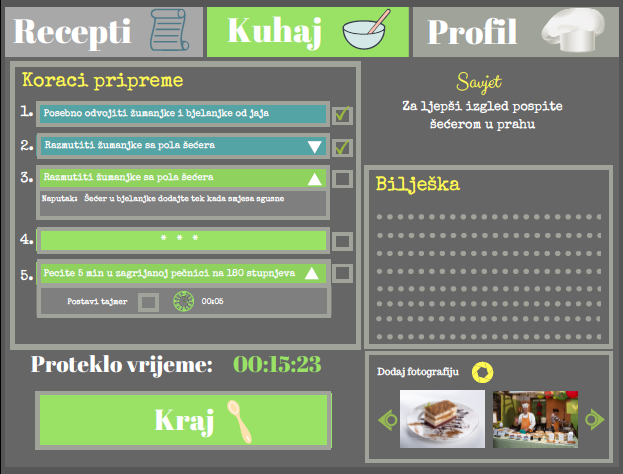 Recepti
Kuhaj
Profil
Koraci pripreme
1. Posebno odvojiti žumanjke i bjelanjke od jaja
2. Razmutiti žumanjke sa pola šećera
3. Razmutiti žumanjke sa pola šećera
Naputak: Šećer u bjelanjke dodajte tek kada smjesa zgusne
4. * * *
5. Pecite 5 min u zagrijanoj pećnici na 180 stupnjeva
Postavi tajmer 00:05
Proteklo vrijeme: 00:15:23
Kraj
Savjet
Za ljepši izgled pospite
šećerom u prahu
Bilješka
Dodaj fotografiju